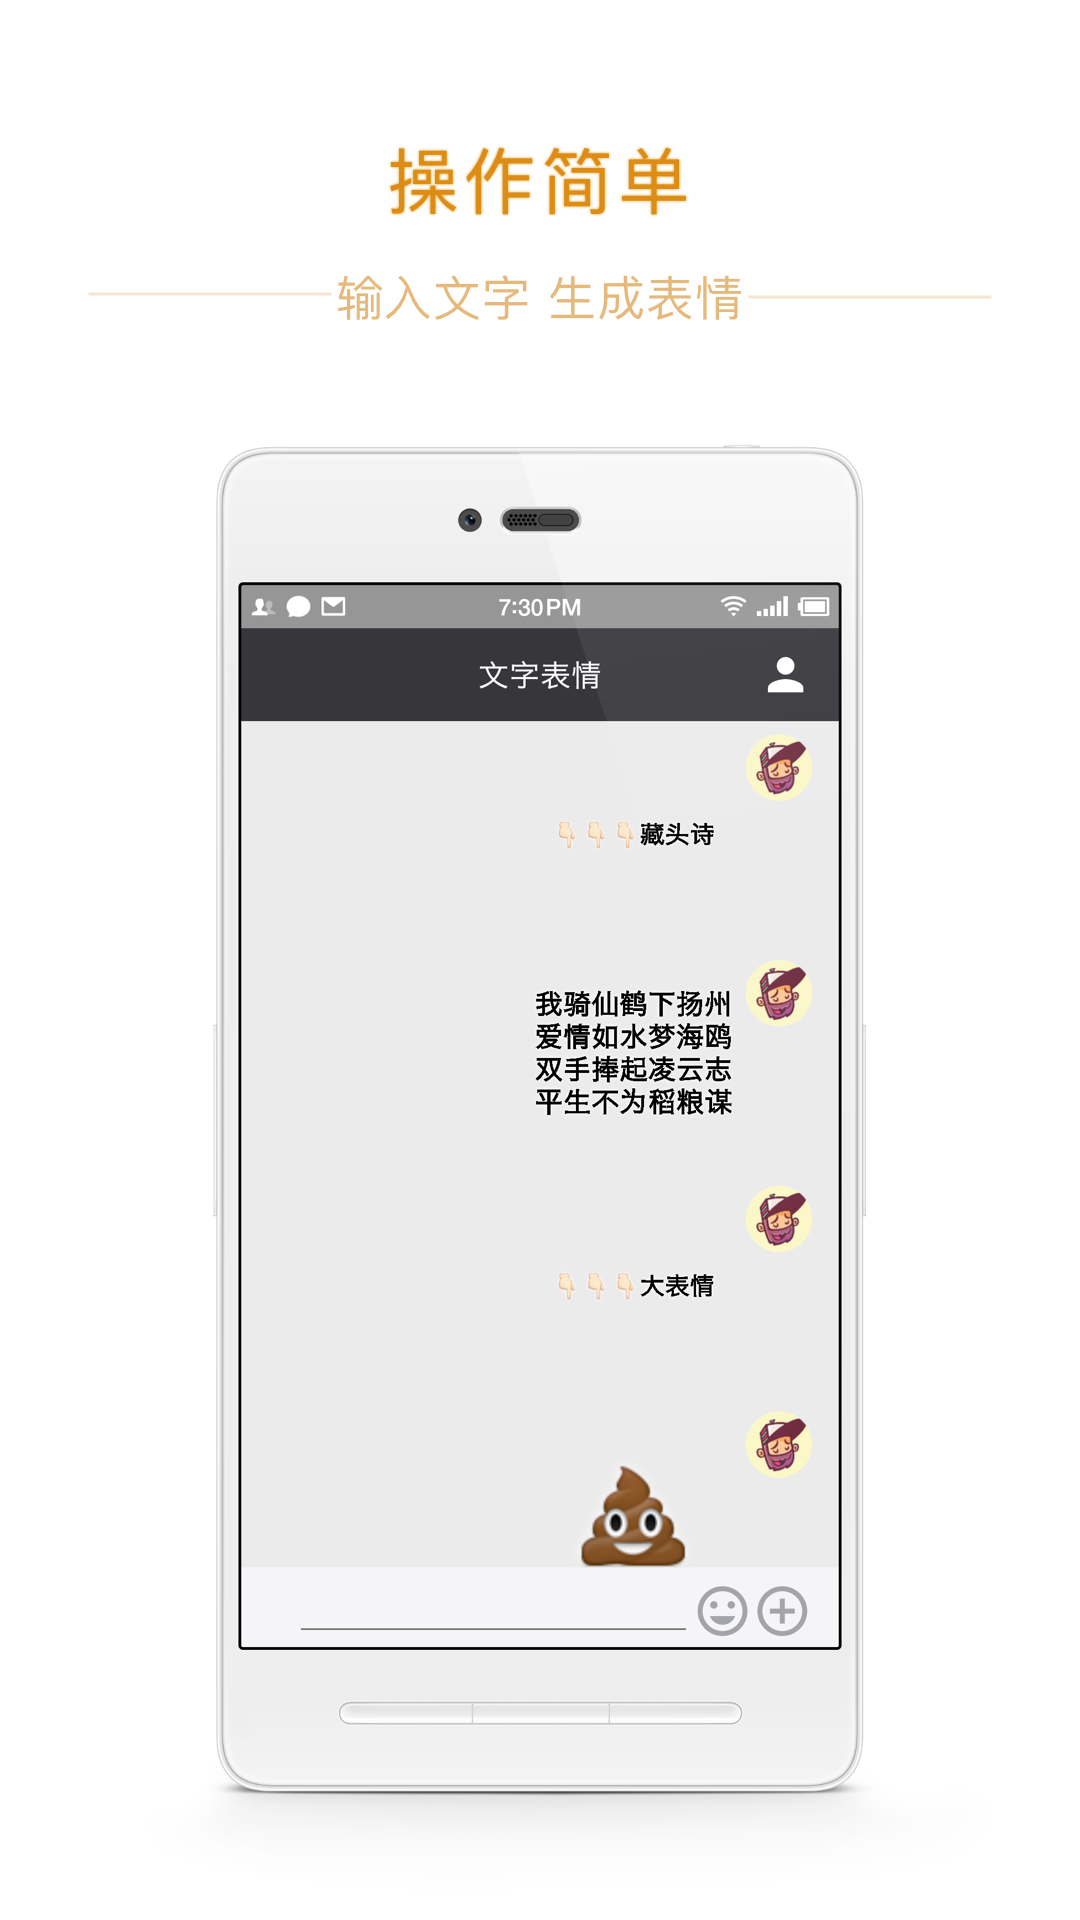 操作简单
输入文字 生成表情
7:30PM
文字表情
👇🏻👇🏻👇🏻藏头诗
我骑仙鹤下扬州
爱情如水梦海鸥
双手捧起凌云志
平生不为稻粮谋
👇🏻👇🏻👇🏻大表情